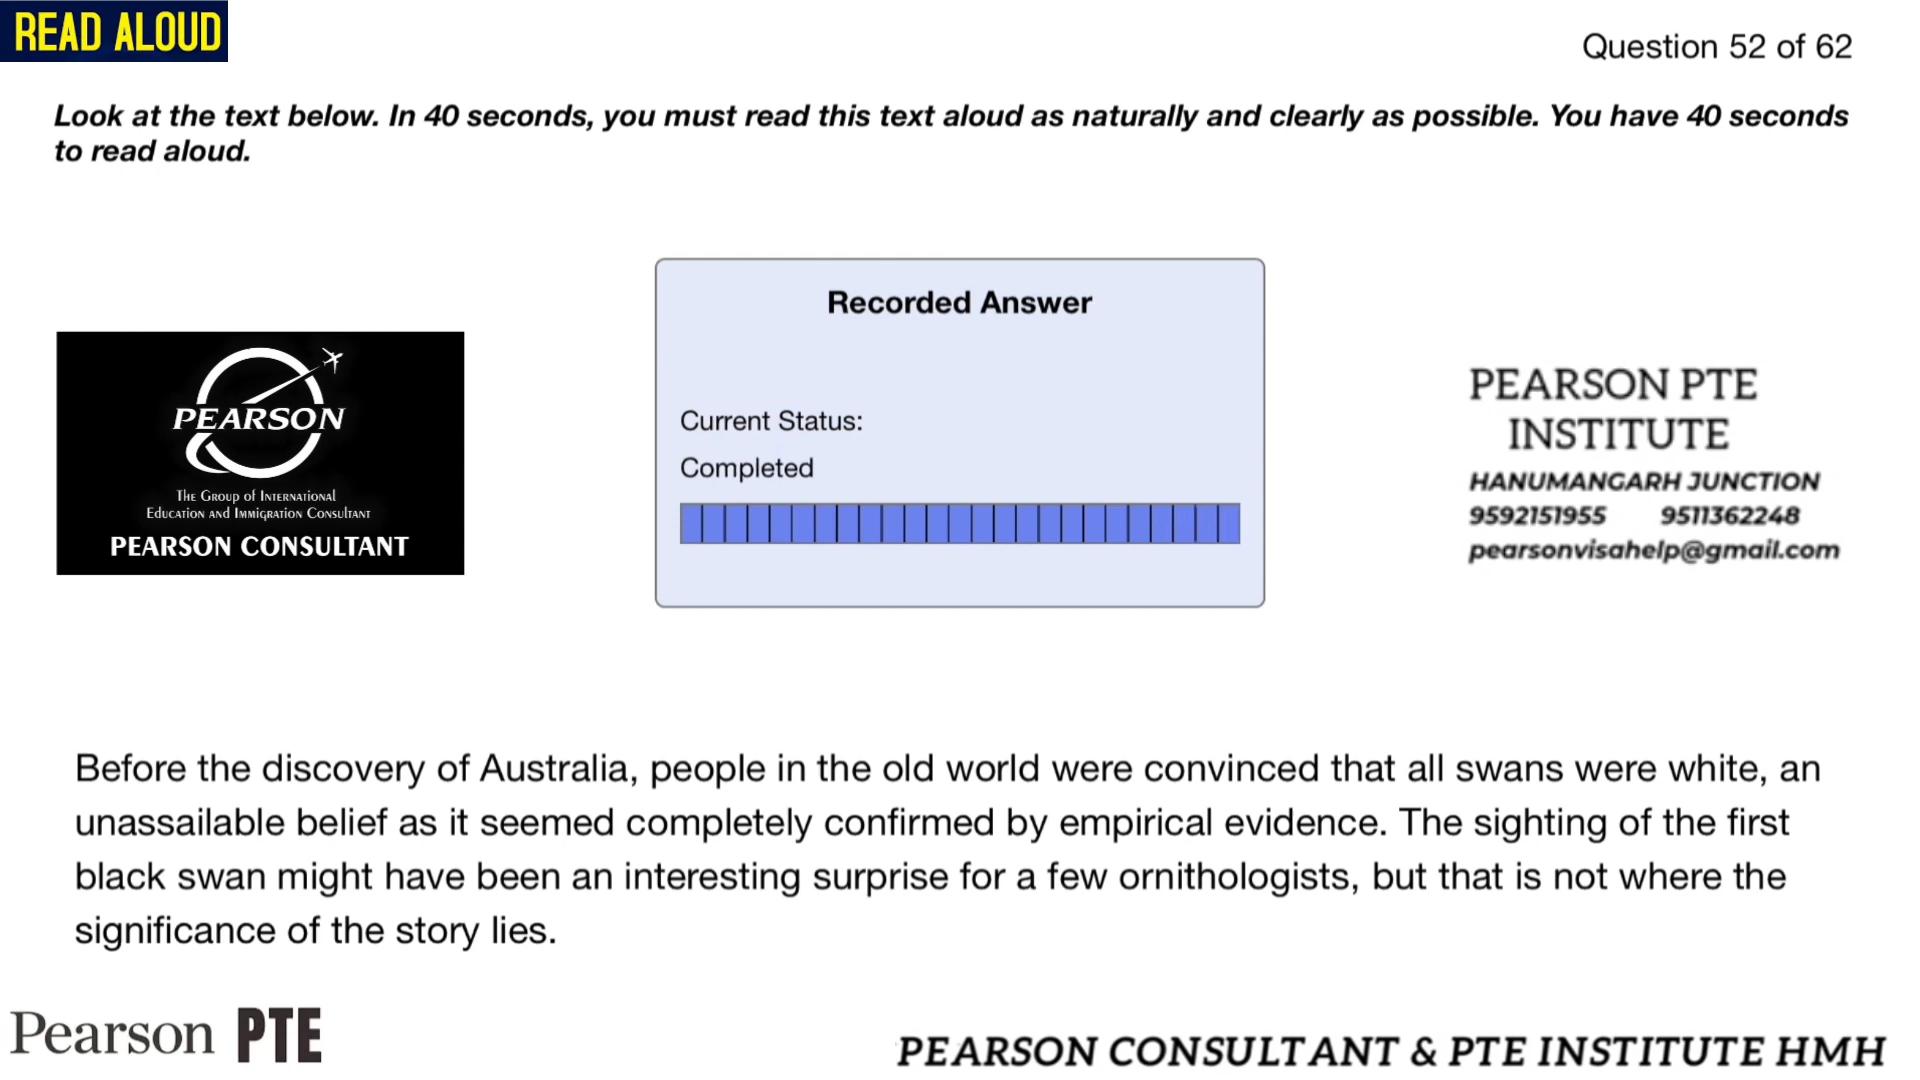 READ ALOUD
Question 52 of 62
Look at the text below. In 40 seconds, you must read this text aloud as naturally and clearly as possible. You have 40 seconds
to read aloud.
Recorded Answer
Current Status:
Completed
PEARSON
The Group of International
Education and Immigration Consultant
PEARSON CONSULTANT
PEARSON PTE
INSTITUTE
HANUMANGARH JUNCTION
9592151955 9511362248
pearsonvisahelp@gmail.com
Before the discovery of Australia, people in the old world were convinced that all swans were white, an
unassailable belief as it seemed completely confirmed by empirical evidence. The sighting of the first
black swan might have been an interesting surprise for a few ornithologists, but that is not where the
significance of the story lies.
Pearson PTE
PEARSON CONSULTANT & PTE INSTITUTE HMH